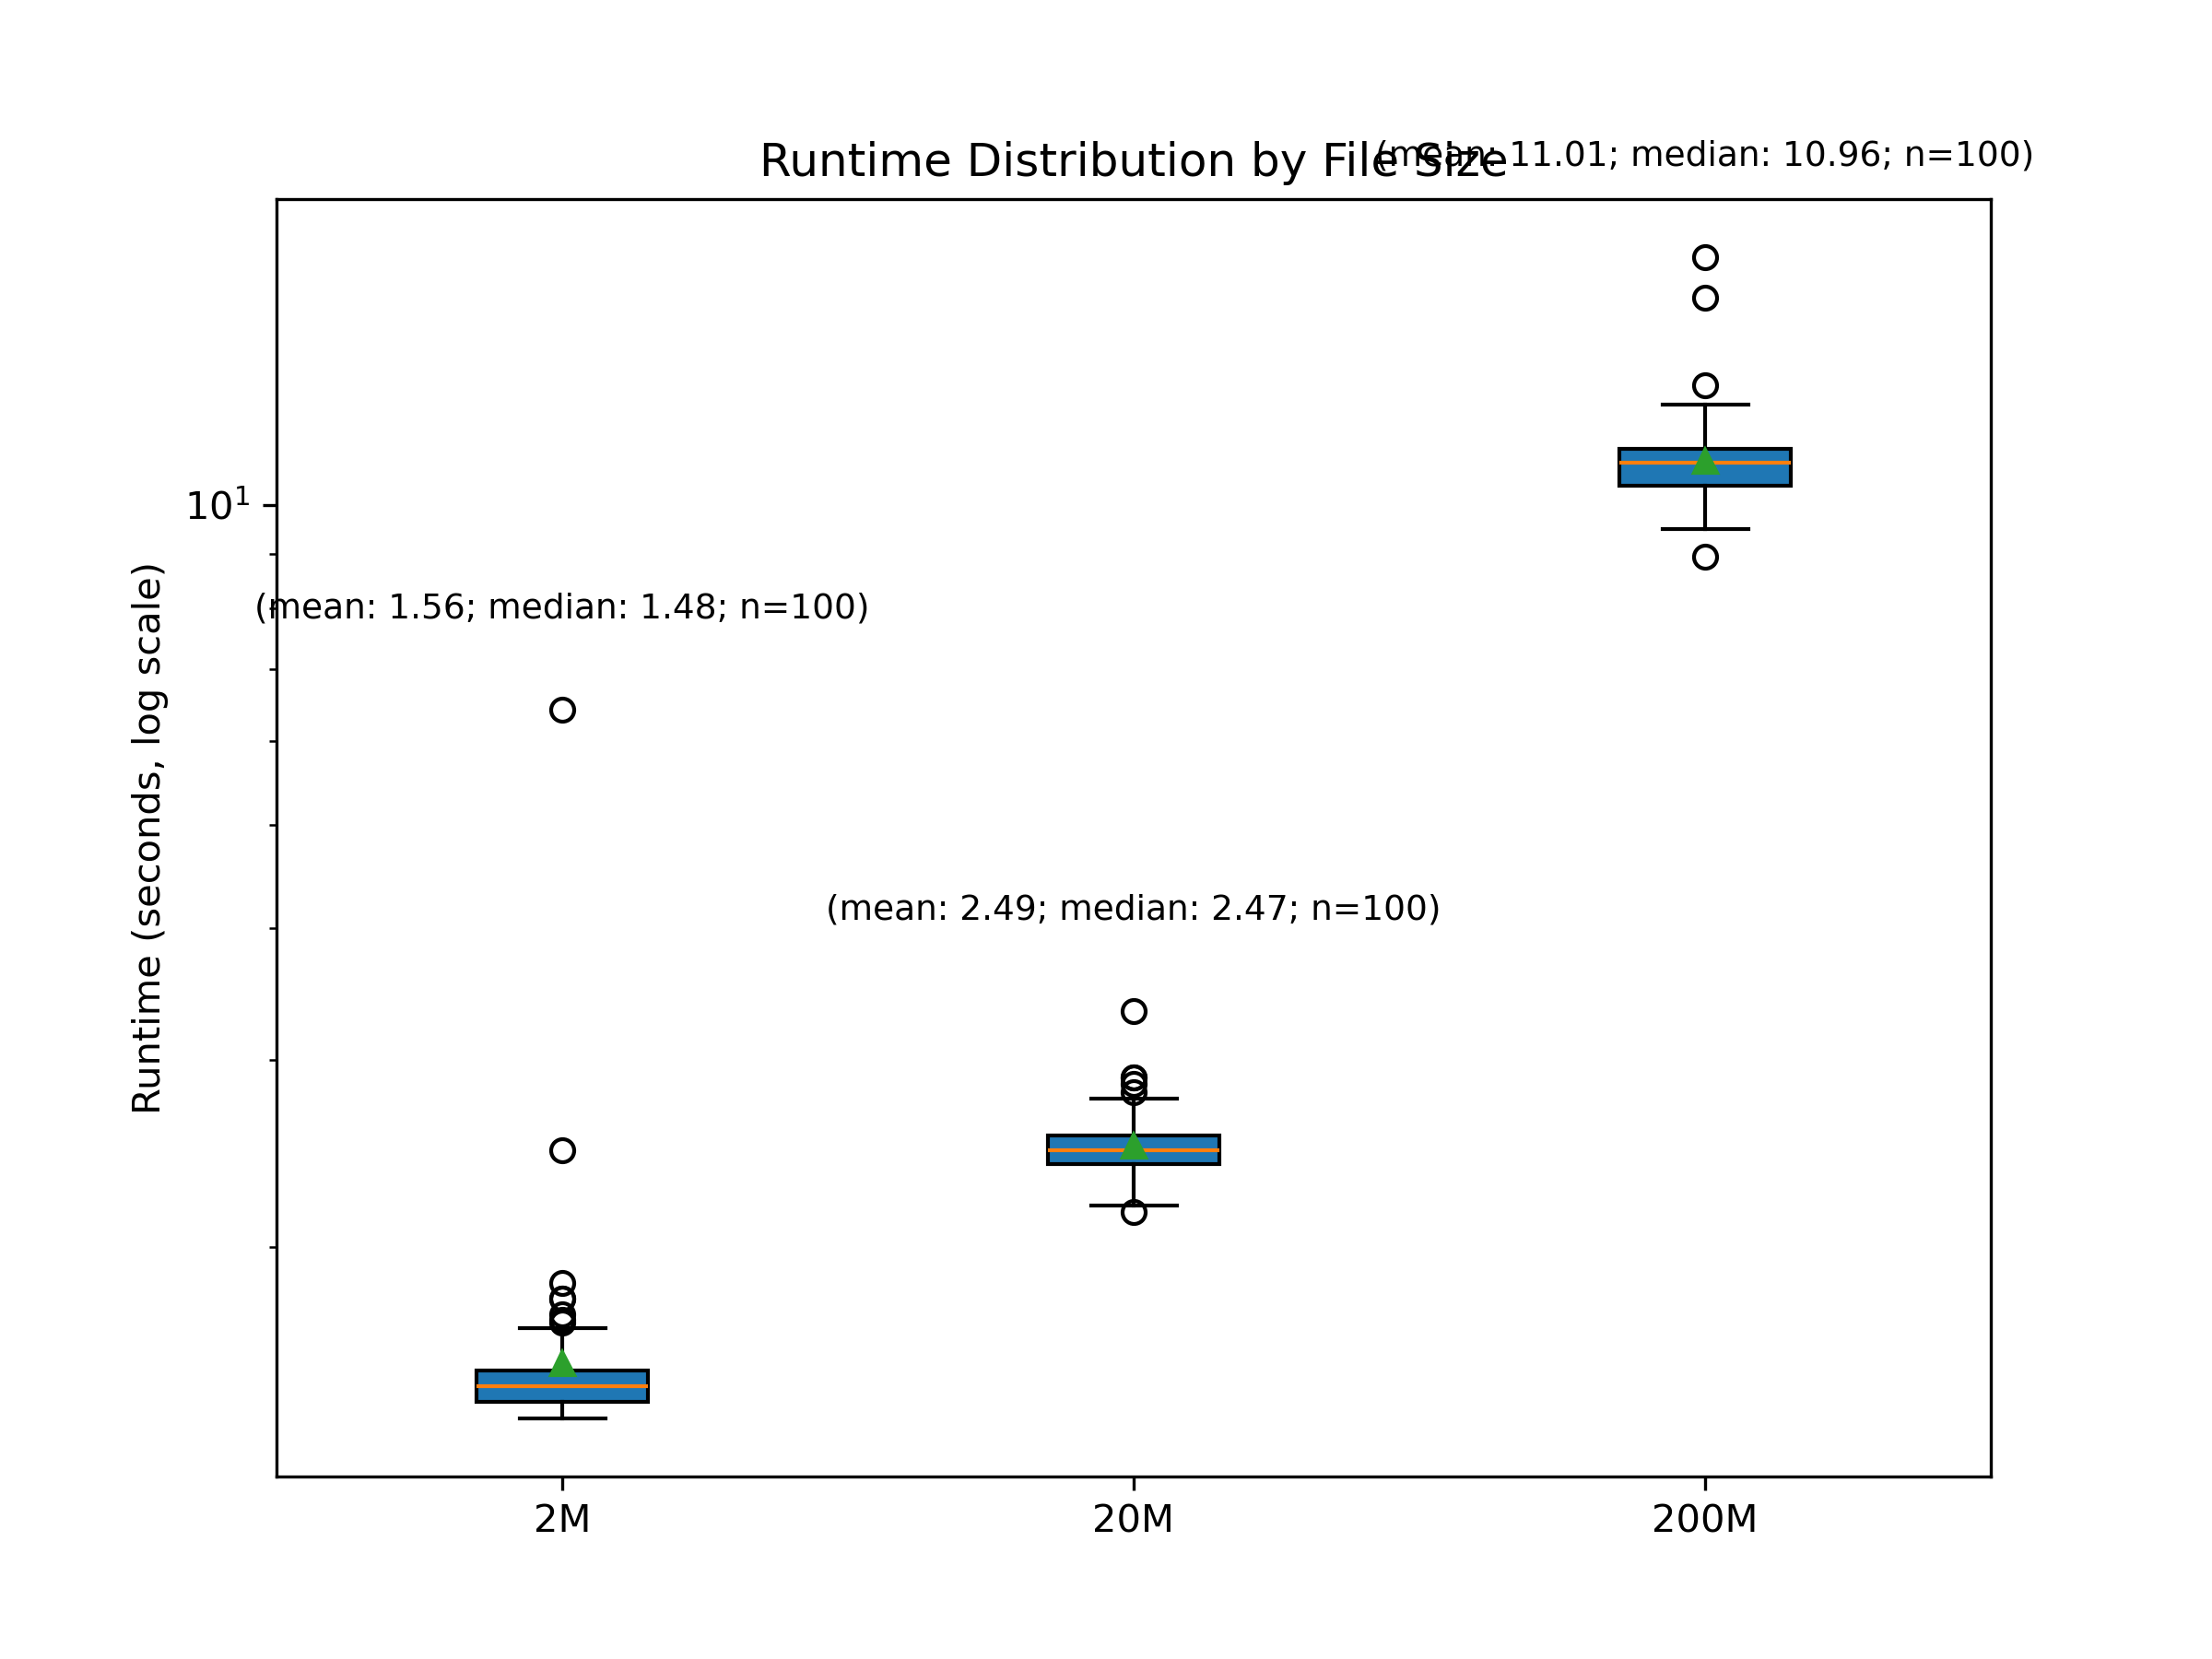 Runtime Distribution by File Size
(mean: 11.01; median: 10.96; n=100)
10¹
(mean: 1.56; median: 1.48; n=100)
Runtime (seconds, log scale)
(mean: 2.49; median: 2.47; n=100)
2M
20M
200M